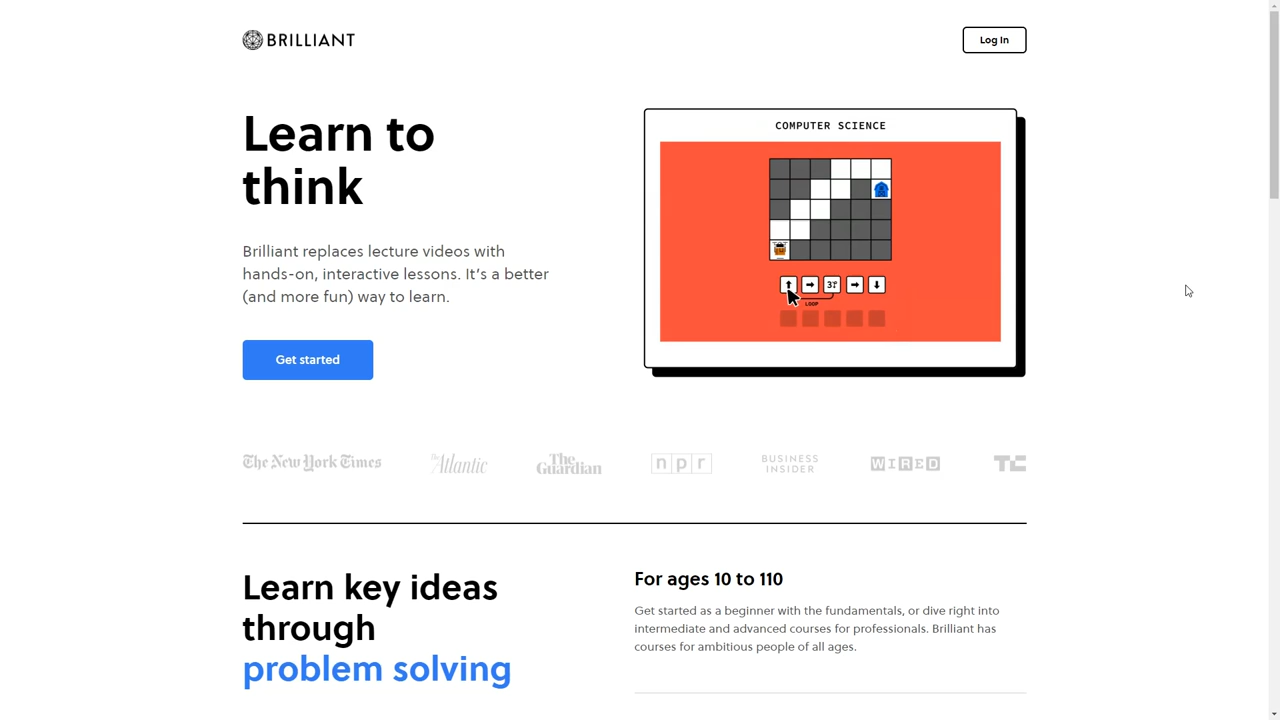 BRILLIANT
Log In
Learn to
think
Brilliant replaces lecture videos with
hands-on, interactive lessons. It's a better
(and more fun) way to learn.
Get started
COMPUTER SCIENCE
LOOP
The New York Times
The Atlantic
The Guardian
npr
BUSINESS INSIDER
WIRED
TC
Learn key ideas
through
problem solving
For ages 10 to 110
Get started as a beginner with the fundamentals, or dive right into
intermediate and advanced courses for professionals. Brilliant has
courses for ambitious people of all ages.